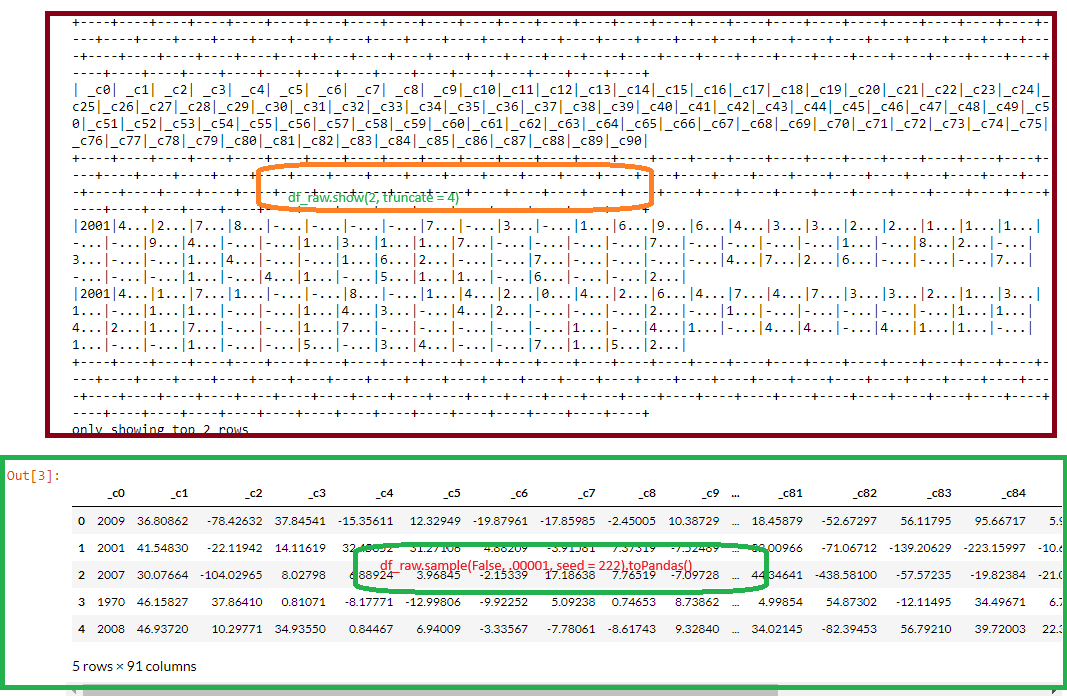 +----+----+----+----+----+----+----+----+----+----+----+----+----+----+----+----+----+----+----+----+----+----+----+----+----+-
---+----+----+----+----+----+----+----+----+----+----+----+----+----+----+----+----+----+----+----+----+----+----+----+----+---
-+----+----+----+----+----+----+----+----+----+----+----+----+----+----+----+----+----+----+----+----+----+----+----+----+----+
----+----+----+----+----+----+----+----+----+----+----+----+----+----+----+
| _c0| _c1| _c2| _c3| _c4| _c5| _c6| _c7| _c8| _c9|_c10|_c11|_c12|_c13|_c14|_c15|_c16|_c17|_c18|_c19|_c20|_c21|_c22|_c23|_c24|_
c25|_c26|_c27|_c28|_c29|_c30|_c31|_c32|_c33|_c34|_c35|_c36|_c37|_c38|_c39|_c40|_c41|_c42|_c43|_c44|_c45|_c46|_c47|_c48|_c49|_c5
0|_c51|_c52|_c53|_c54|_c55|_c56|_c57|_c58|_c59|_c60|_c61|_c62|_c63|_c64|_c65|_c66|_c67|_c68|_c69|_c70|_c71|_c72|_c73|_c74|_c75|
_c76|_c77|_c78|_c79|_c80|_c81|_c82|_c83|_c84|_c85|_c86|_c87|_c88|_c89|_c90|
+----+----+----+----+----+----+----+----+----+----+----+----+----+----+----+----+----+----+----+----+----+----+----+----+----+-
---+----+----+----+----+----+----+----+----+----+----+----+----+----+----+----+----+----+----+----+----+----+----+----+----+---
-+----+----+----+----+----+----+----+----+----+----+----+----+----+----+----+----+----+----+----+----+----+----+----+----+----+
df_raw.show(2, truncate = 4)
----+----+----+----+----+----+----+----+----+----+----+----+----+----+----+
|2001|4...|2...|7...|8...|-...|-...|-...|-...|7...|-...|3...|-...|1...|6...|9...|6...|4...|3...|3...|2...|2...|1...|1...|1...|
-...|-...|9...|4...|-...|-...|1...|3...|1...|1...|7...|-...|-...|-...|-...|7...|-...|-...|-...|-...|1...|-...|8...|2...|-...|
3...|-...|-...|1...|4...|-...|-...|1...|6...|2...|-...|-...|7...|-...|-...|-...|-...|4...|7...|2...|6...|-...|-...|-...|7...|
-...|-...|-...|1...|-...|4...|1...|-...|5...|1...|1...|-...|6...|-...|-...|2...|
|2001|4...|1...|7...|1...|-...|-...|8...|-...|1...|4...|2...|0...|4...|2...|6...|4...|7...|4...|7...|3...|3...|2...|1...|3...|
1...|-...|1...|1...|-...|-...|1...|4...|3...|-...|4...|2...|-...|-...|-...|2...|-...|1...|-...|-...|-...|-...|-...|1...|1...|
4...|2...|1...|7...|-...|-...|1...|7...|-...|-...|-...|-...|-...|1...|-...|4...|1...|-...|4...|4...|-...|4...|1...|1...|-...|
1...|-...|1...|-...|-...|-...|5...|-...|3...|4...|-...|-...|7...|1...|5...|2...|
+----+----+----+----+----+----+----+----+----+----+----+----+----+----+----+----+----+----+----+----+----+----+----+----+----+-
---+----+----+----+----+----+----+----+----+----+----+----+----+----+----+----+----+----+----+----+----+----+----+----+----+---
-+----+----+----+----+----+----+----+----+----+----+----+----+----+----+----+----+----+----+----+----+----+----+----+----+----+
----+----+----+----+----+----+----+----+----+----+----+----+----+----+----+
only showing top 2 rows
Out[3]:
_c0 _c1 _c2 _c3 _c4 _c5 _c6 _c7 _c8 _c9 ... _c81 _c82 _c83 _c84
0 2009 36.80862 -78.42632 37.84541 -15.35611 12.32949 -19.87961 -17.85985 -2.45005 10.38729 ... 18.45879 -52.67297 56.11795 95.66717 5.9
1 2001 41.54830 -22.11942 14.11619 ... -71.06712 -139.20629 -223.15997 -10.6
df_raw.sample(False, .00001, seed = 222).toPandas()
2 2007 30.07664 -104.02965 8.02798 6.88924 3.96845 -2.15339 17.18638 7.76519 -7.09728 ... 44.34641 -438.58100 -57.57235 -19.82384 -21.0
3 1970 46.15827 37.86410 0.81071 -8.17771 -12.99806 -9.92252 5.09238 0.74653 8.73862 ... 4.99854 54.87302 -12.11495 34.49671 6.7
4 2008 46.93720 10.29771 34.93550 0.84467 6.94009 -3.33567 -7.78061 -8.61743 9.32840 ... 34.02145 -82.39453 56.79210 39.72003 22.3
5 rows × 91 columns